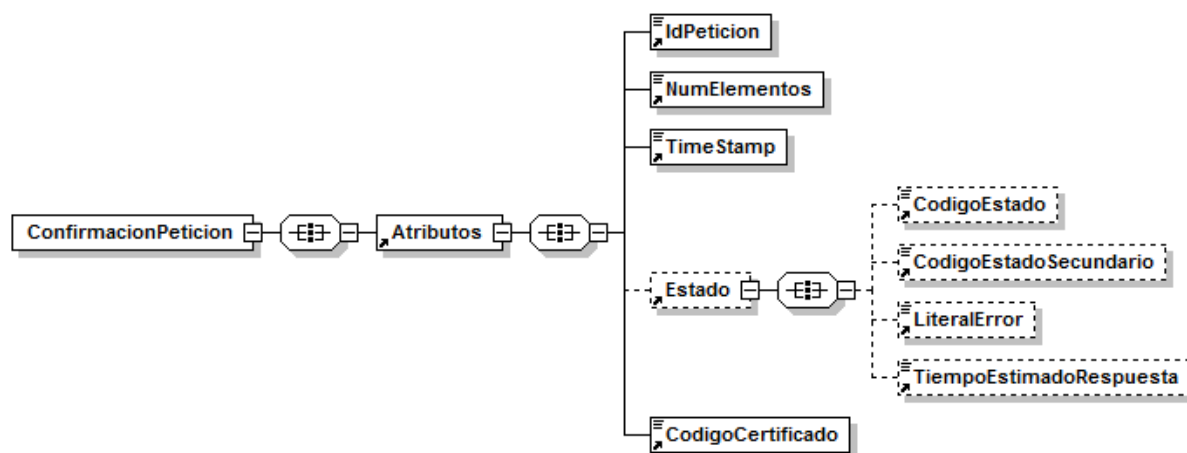 IdPeticion
NumElementos
TimeStamp
ConfirmacionPeticion
Atributos
Estado
CodigoEstado
CodigoEstadoSecundario
LiteralError
TiempoEstimadoRespuesta
CodigoCertificado